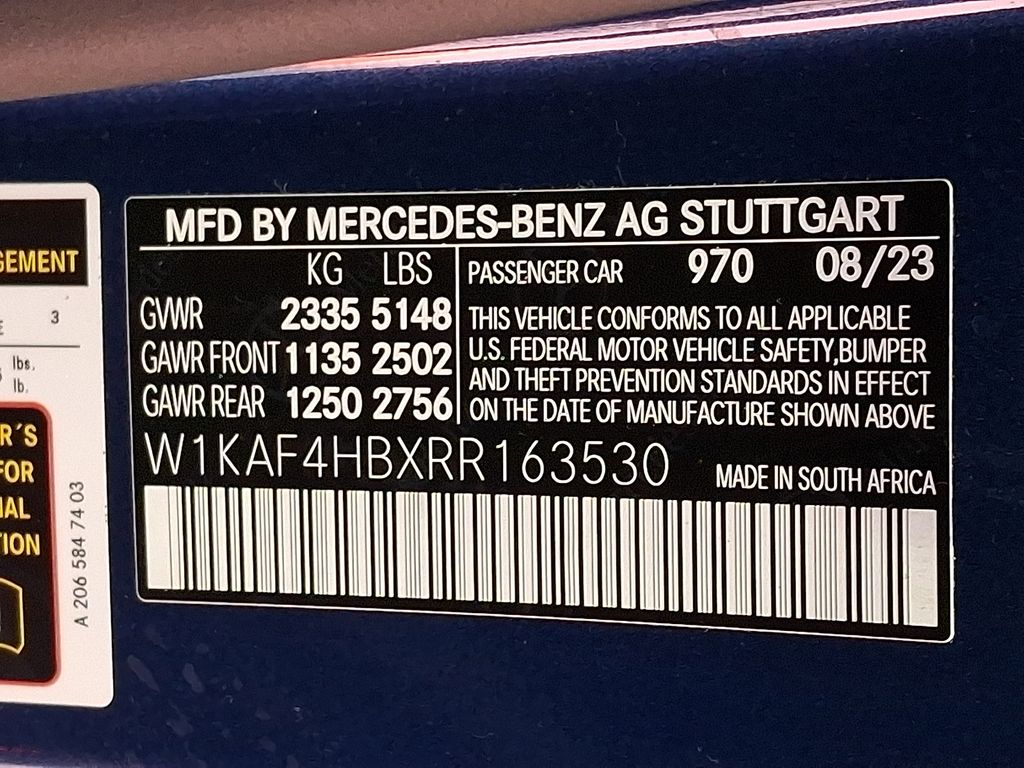 GEMENT
3
lbs.
lb.
R´S
FOR
IAL
TION
A 206 584 74 03
MFD BY MERCEDES-BENZ AG STUTTGART
KG LBS
GVWR 2335 5148
GAWR FRONT 1135 2502
GAWR REAR 1250 2756
PASSENGER CAR 970 08/23
THIS VEHICLE CONFORMS TO ALL APPLICABLE
U.S. FEDERAL MOTOR VEHICLE SAFETY,BUMPER
AND THEFT PREVENTION STANDARDS IN EFFECT
ON THE DATE OF MANUFACTURE SHOWN ABOVE
W1KAF4HBXRR163530
MADE IN SOUTH AFRICA